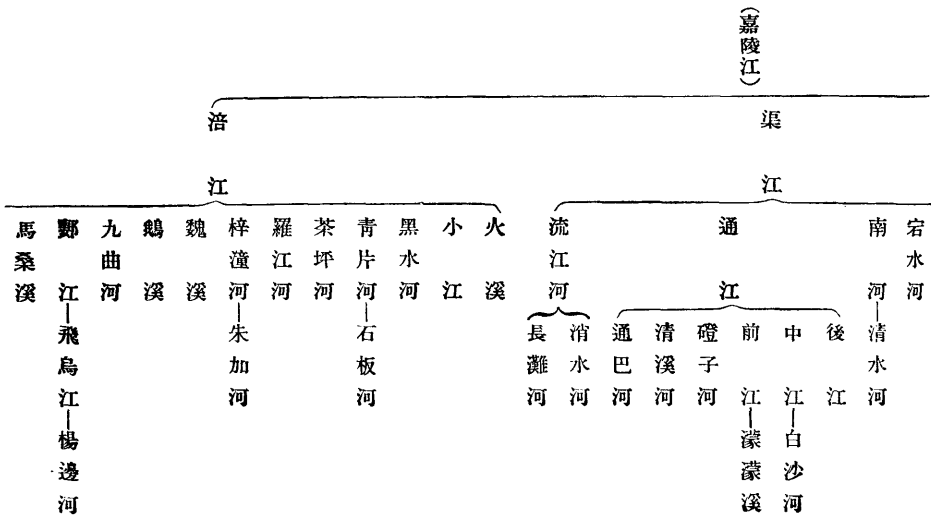 （嘉陵江）
渠江
宕水河
南河—清水河
通江
後江
中江—白沙河
前江—濛濛溪
磴子河
清溪河
通巴河
流江河
消水河
長灘河
涪江
火溪
小江
黑水河
青片河—石板河
茶坪河
羅江河
梓潼河—朱加河
魏溪
鵝溪
九曲河
酆江—飛烏江—楊邊河
馬桑溪